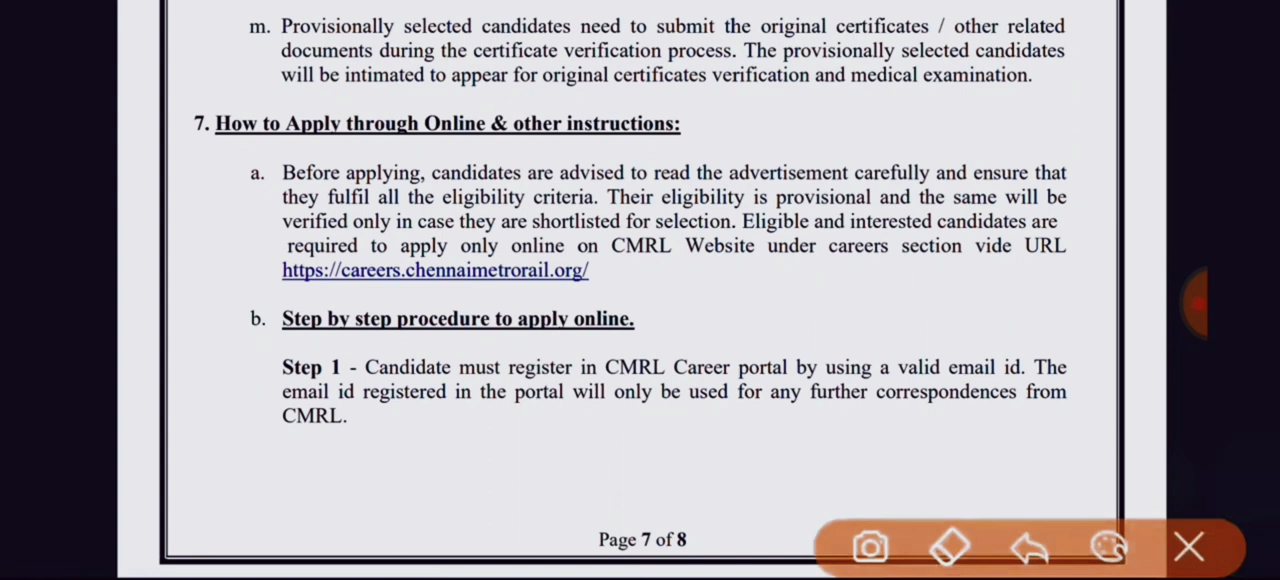 m. Provisionally selected candidates need to submit the original certificates / other related
documents during the certificate verification process. The provisionally selected candidates
will be intimated to appear for original certificates verification and medical examination.
7. How to Apply through Online & other instructions:
a. Before applying, candidates are advised to read the advertisement carefully and ensure that
they fulfil all the eligibility criteria. Their eligibility is provisional and the same will be
verified only in case they are shortlisted for selection. Eligible and interested candidates are
required to apply only online on CMRL Website under careers section vide URL
https://careers.chennaimetrorail.org/
b. Step by step procedure to apply online.
Step 1 - Candidate must register in CMRL Career portal by using a valid email id. The
email id registered in the portal will only be used for any further correspondences from
CMRL.
Page 7 of 8